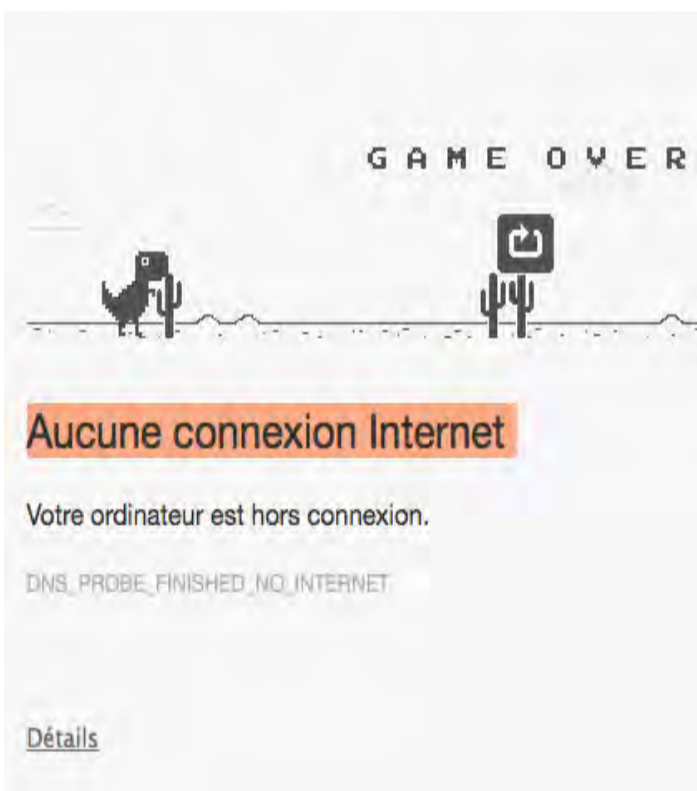 GAME OVER
Aucune connexion Internet
Votre ordinateur est hors connexion.
DNS_PROBE_FINISHED_NO_INTERNET
Détails